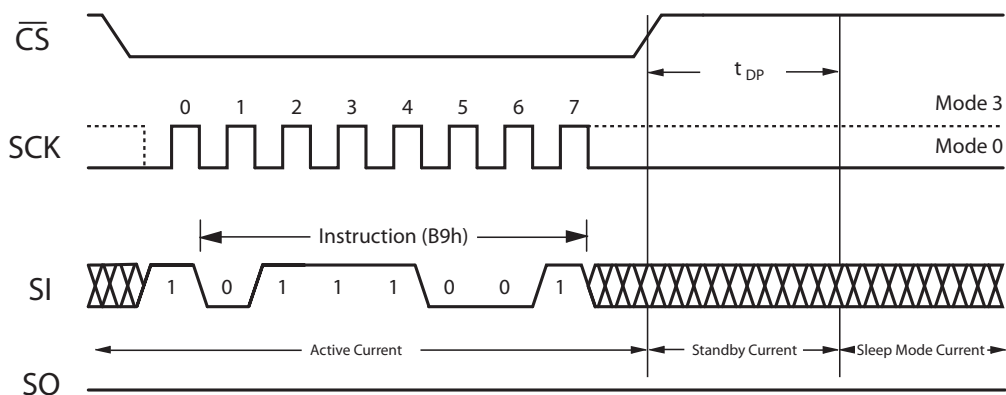 CS
t DP
0 1 2 3 4 5 6 7
Mode 3
SCK
Mode 0
Instruction (B9h)
SI
1 0 1 1 1 0 0 1
Active Current
Standby Current
Sleep Mode Current
SO